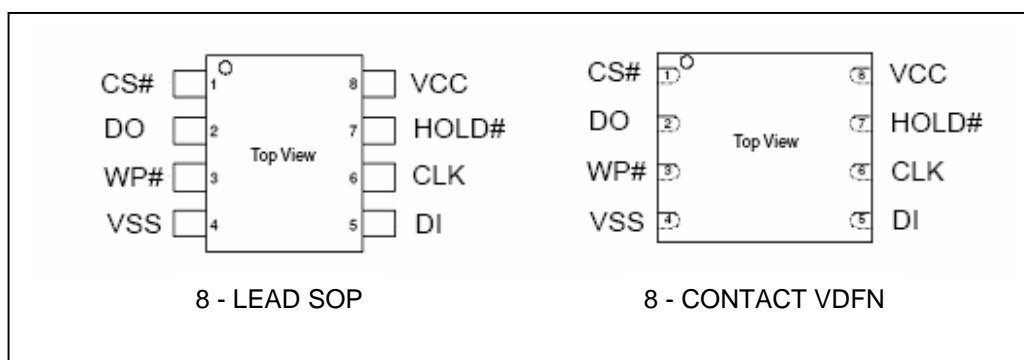 CS# 1 8 VCC
DO 2 7 HOLD#
Top View
WP# 3 6 CLK
VSS 4 5 DI
8 - LEAD SOP
CS# 1 8 VCC
DO 2 7 HOLD#
Top View
WP# 3 6 CLK
VSS 4 5 DI
8 - CONTACT VDFN